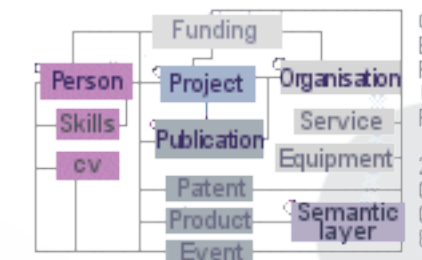 Funding
Person
Project
Organisation
Skills
Publication
Service
cv
Equipment
Patent
Product
Semantic
layer
Event